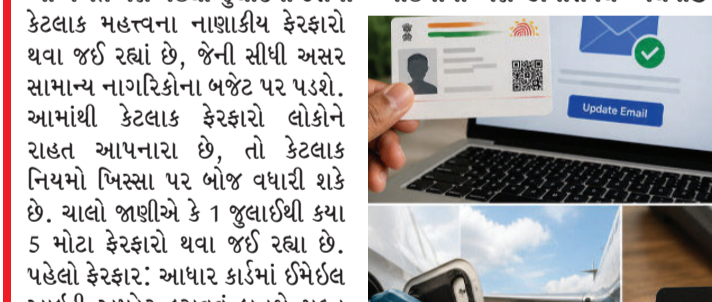 કેટલાક મહત્ત્વના નાણાકીય ફેરફારો
થવા જઈ રહ્યાં છે, જેની સીધી અસર
સામાન્ય નાગરિકોના બજેટ પર પડશે.
આમાંથી કેટલાક ફેરફારો લોકોને
રાહત આપનારા છે, તો કેટલાક
નિયમો ખિસ્સા પર બોજ વધારી શકે
છે. ચાલો જાણીએ કે 1 જુલાઈથી કયા
5 મોટા ફેરફારો થવા જઈ રહ્યા છે.
પહેલો ફેરફાર: આધાર કાર્ડમાં ઈમેઇલ
Update Email